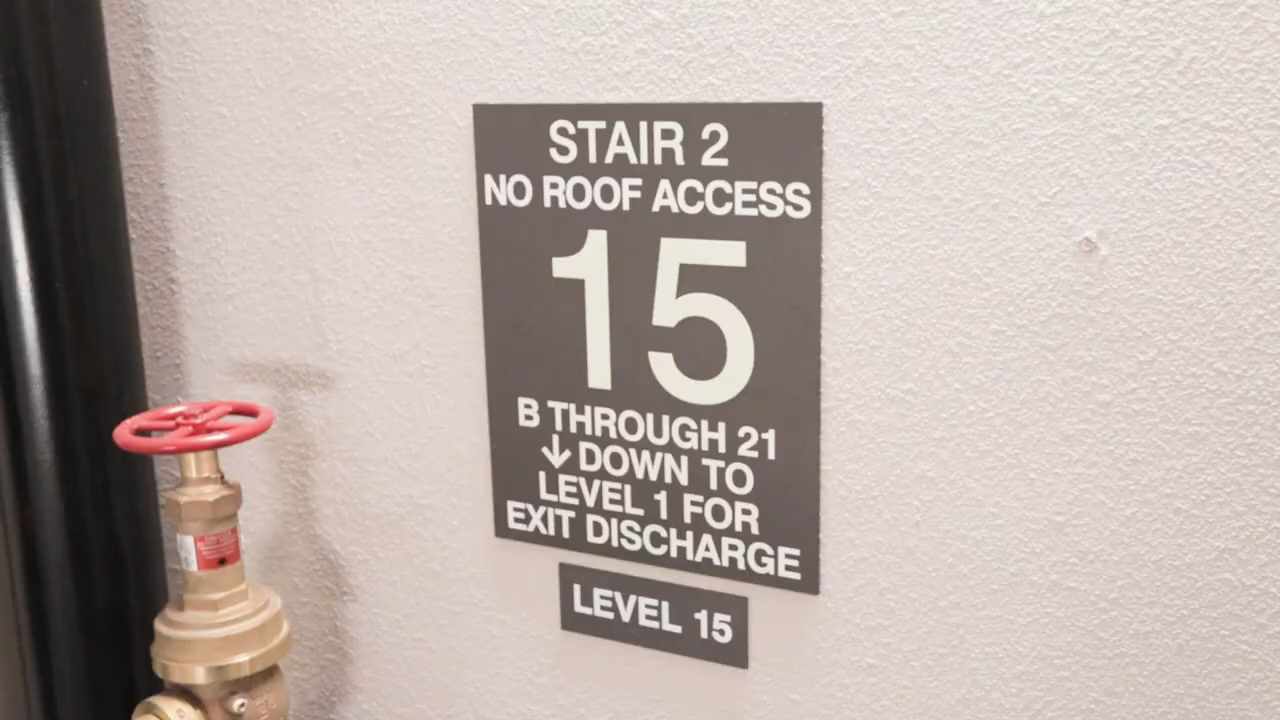 STAIR 2
NO ROOF ACCESS
15
B THROUGH 21
↓ DOWN TO
LEVEL 1 FOR
EXIT DISCHARGE
LEVEL 15